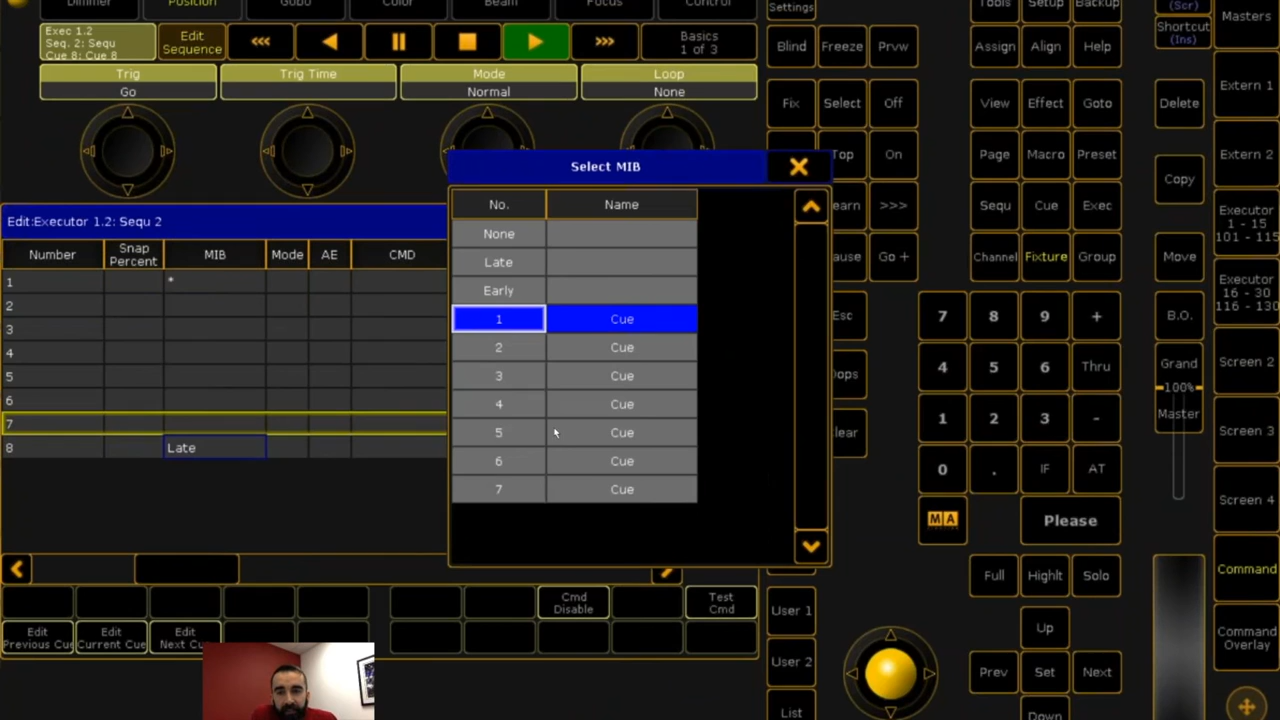 Dimmer Position Gobo Color Beam Focus Control
Settings
Tools Setup Backup
(Scr)
Masters
Shortcut
(Ins)
Exec 1.2
Seq. 2: Sequ
Cue 8: Cue 8
Edit
Sequence
<<<
>>>
Basics
1 of 3
Blind Freeze Prvw
Assign Align Help
Trig
Go
Trig Time
Mode
Normal
Loop
None
Extern 1
Fix Select Off
View Effect Goto
Delete
Top On
Page Macro Preset
Extern 2
Copy
Select MIB
No. Name
None
Late
Early
1 Cue
2 Cue
3 Cue
4 Cue
5 Cue
6 Cue
7 Cue
Edit:Executor 1.2: Sequ 2
Number
Snap
Percent
MIB Mode AE CMD
1 *
2
3
4
5
6
7
8 Late
>>>
Sequ Cue Exec
Executor
1 - 15
101 - 115
Go +
Channel Fixture Group
Move
Executor
16 - 30
116 - 130
Esc
7 8 9 +
B.O.
Oops
4 5 6 Thru
Grand
100%
Master
Screen 2
1 2 3 -
Screen 3
0 . IF AT
Screen 4
MA
Please
Full Highlt Solo
Command
Cmd
Disable
Test
Cmd
User 1
Up
Command
Overlay
Edit
Previous Cue
Edit
Current Cue
Edit
User 2
Prev Set Next
List
Down